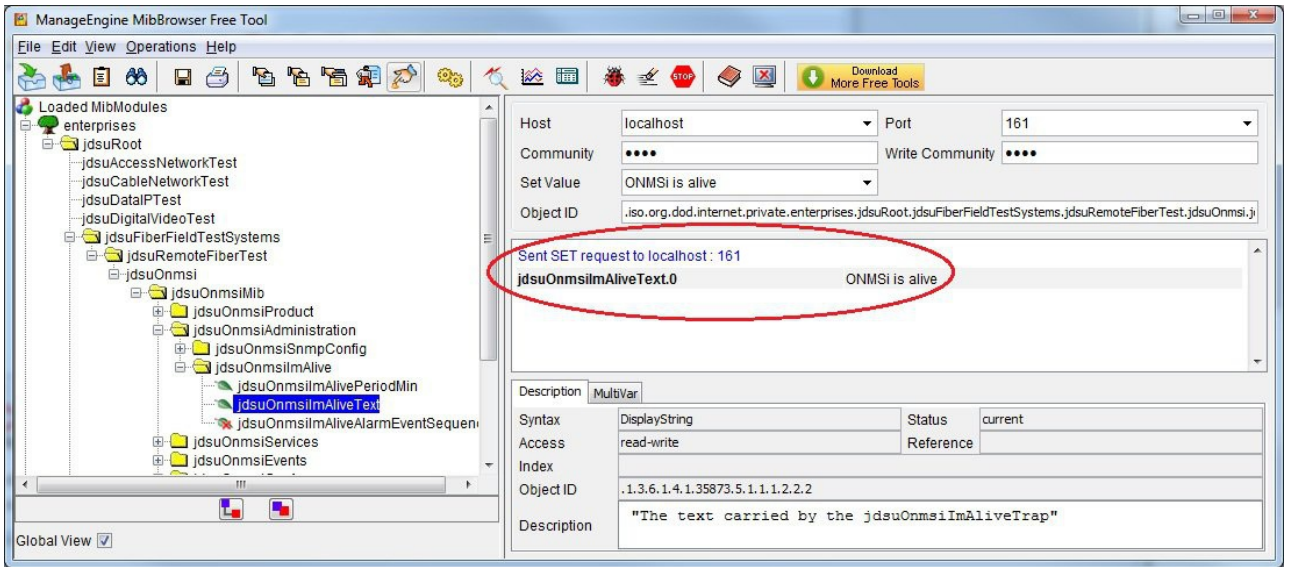 ManageEngine MibBrowser Free Tool
File Edit View Operations Help
STOP
Download
More Free Tools
Loaded MibModules
enterprises
jdsuRoot
jdsuAccessNetworkTest
jdsuCableNetworkTest
jdsuDataIPTest
jdsuDigitalVideoTest
jdsuFiberFieldTestSystems
jdsuRemoteFiberTest
jdsuOnmsi
jdsuOnmsiMib
jdsuOnmsiProduct
jdsuOnmsiAdministration
jdsuOnmsiSnmpConfig
jdsuOnmsiImAlive
jdsuOnmsiImAlivePeriodMin
jdsuOnmsiImAliveText
jdsuOnmsiImAliveAlarmEventSequen
jdsuOnmsiServices
jdsuOnmsiEvents
Global View
Host localhost Port 161
Community •••• Write Community ••••
Set Value ONMSi is alive
Object ID .iso.org.dod.internet.private.enterprises.jdsuRoot.jdsuFiberFieldTestSystems.jdsuRemoteFiberTest.jdsuOnmsi.j
Sent SET request to localhost : 161
jdsuOnmsiImAliveText.0 ONMSi is alive
Description MultiVar
Syntax DisplayString Status current
Access read-write Reference
Index
Object ID .1.3.6.1.4.1.35873.5.1.1.1.2.2.2
Description "The text carried by the jdsuOnmsiImAliveTrap"